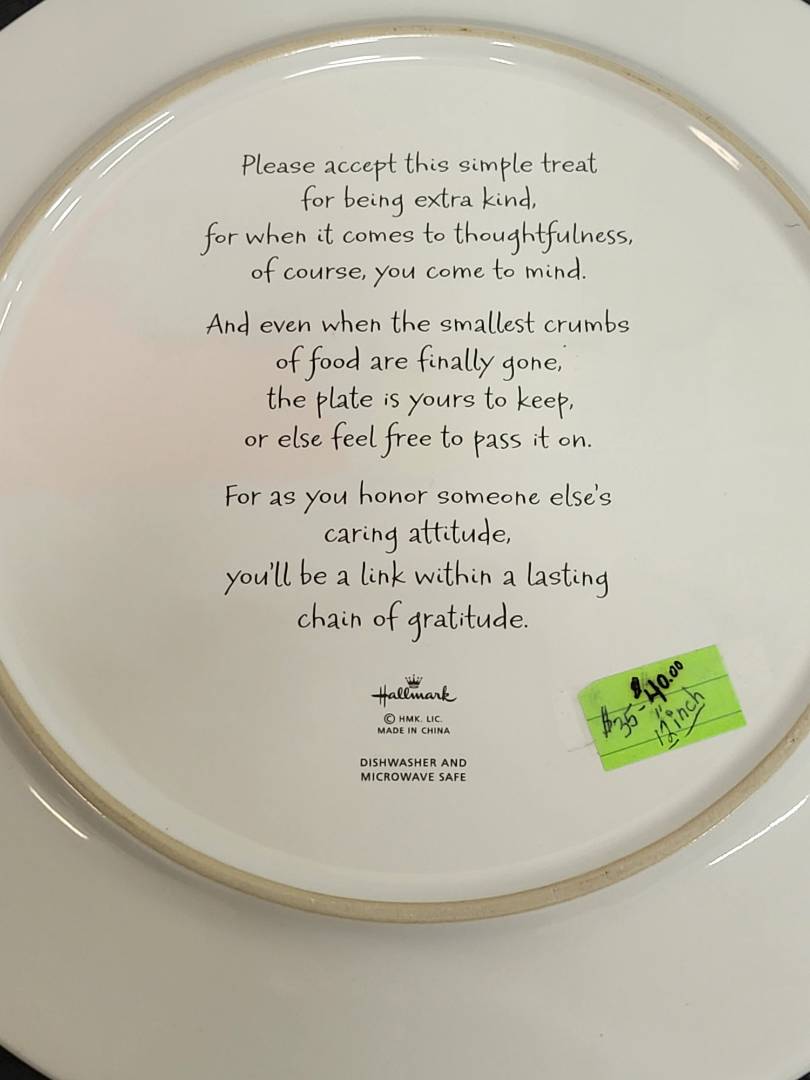 Please accept this simple treat
for being extra kind,
for when it comes to thoughtfulness,
of course, you come to mind.
And even when the smallest crumbs
of food are finally gone,
the plate is yours to keep,
or else feel free to pass it on.
For as you honor someone else's
caring attitude,
you'll be a link within a lasting
chain of gratitude.
Hallmark
© HMK. LIC.
MADE IN CHINA
DISHWASHER AND
MICROWAVE SAFE
$35-$40.00
12 inch